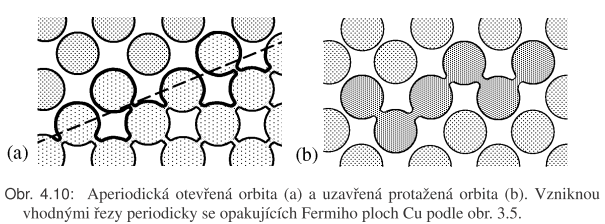 (a)
(b)
Obr. 4.10: Aperiodická otevřená orbita (a) a uzavřená protažená orbita (b). Vzniknou
vhodnými řezy periodicky se opakujících Fermiho ploch Cu podle obr. 3.5.